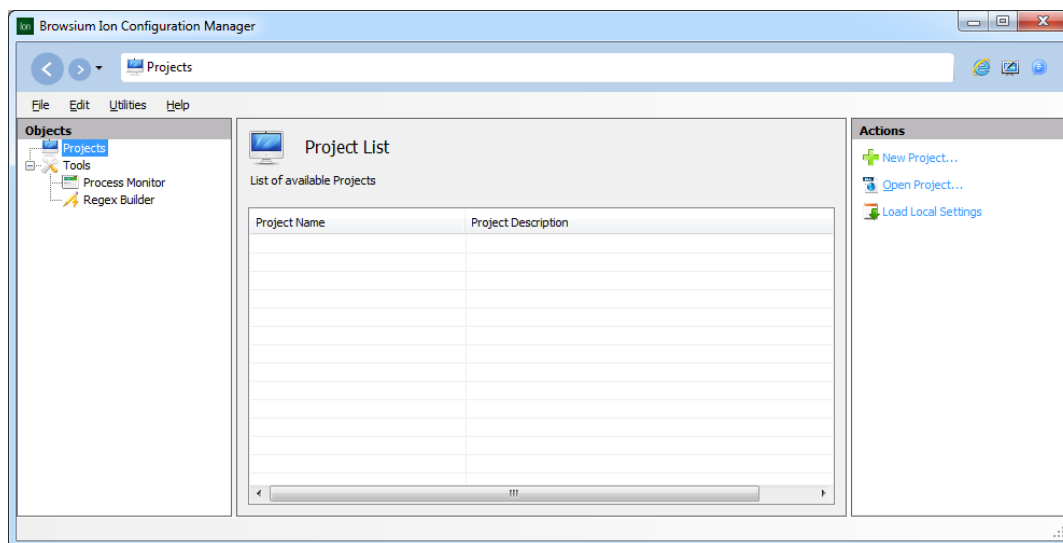 Ion Browsium Ion Configuration Manager
Projects
File Edit Utilities Help
Objects
Projects
Tools
Process Monitor
Regex Builder
Project List
List of available Projects
Project Name Project Description
Actions
New Project...
Open Project...
Load Local Settings